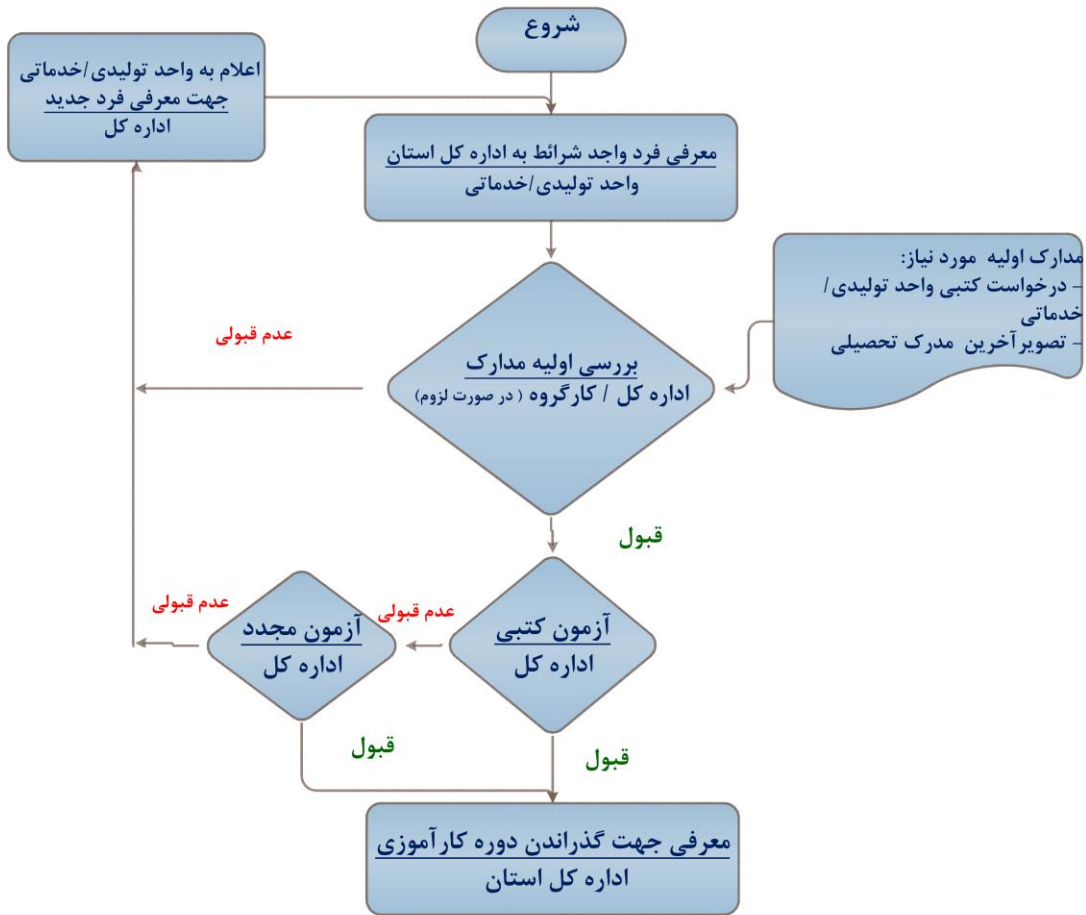 شروع
اعلام به واحد تولیدی/خدماتی
جهت معرفی فرد جدید
اداره کل
معرفی فرد واجد شرائط به اداره کل استان
واحد تولیدی/خدماتی
مدارک اولیه مورد نیاز:
– درخواست کتبی واحد تولیدی/
خدماتی
– تصویرآخرین مدرک تحصیلی
عدم قبولی
بررسی اولیه مدارک
اداره کل / کارگروه ( در صورت لزوم)
قبول
آزمون کتبی
اداره کل
عدم قبولی
آزمون مجدد
اداره کل
عدم قبولی
قبول
قبول
معرفی جهت گذراندن دوره کارآموزی
اداره کل استان